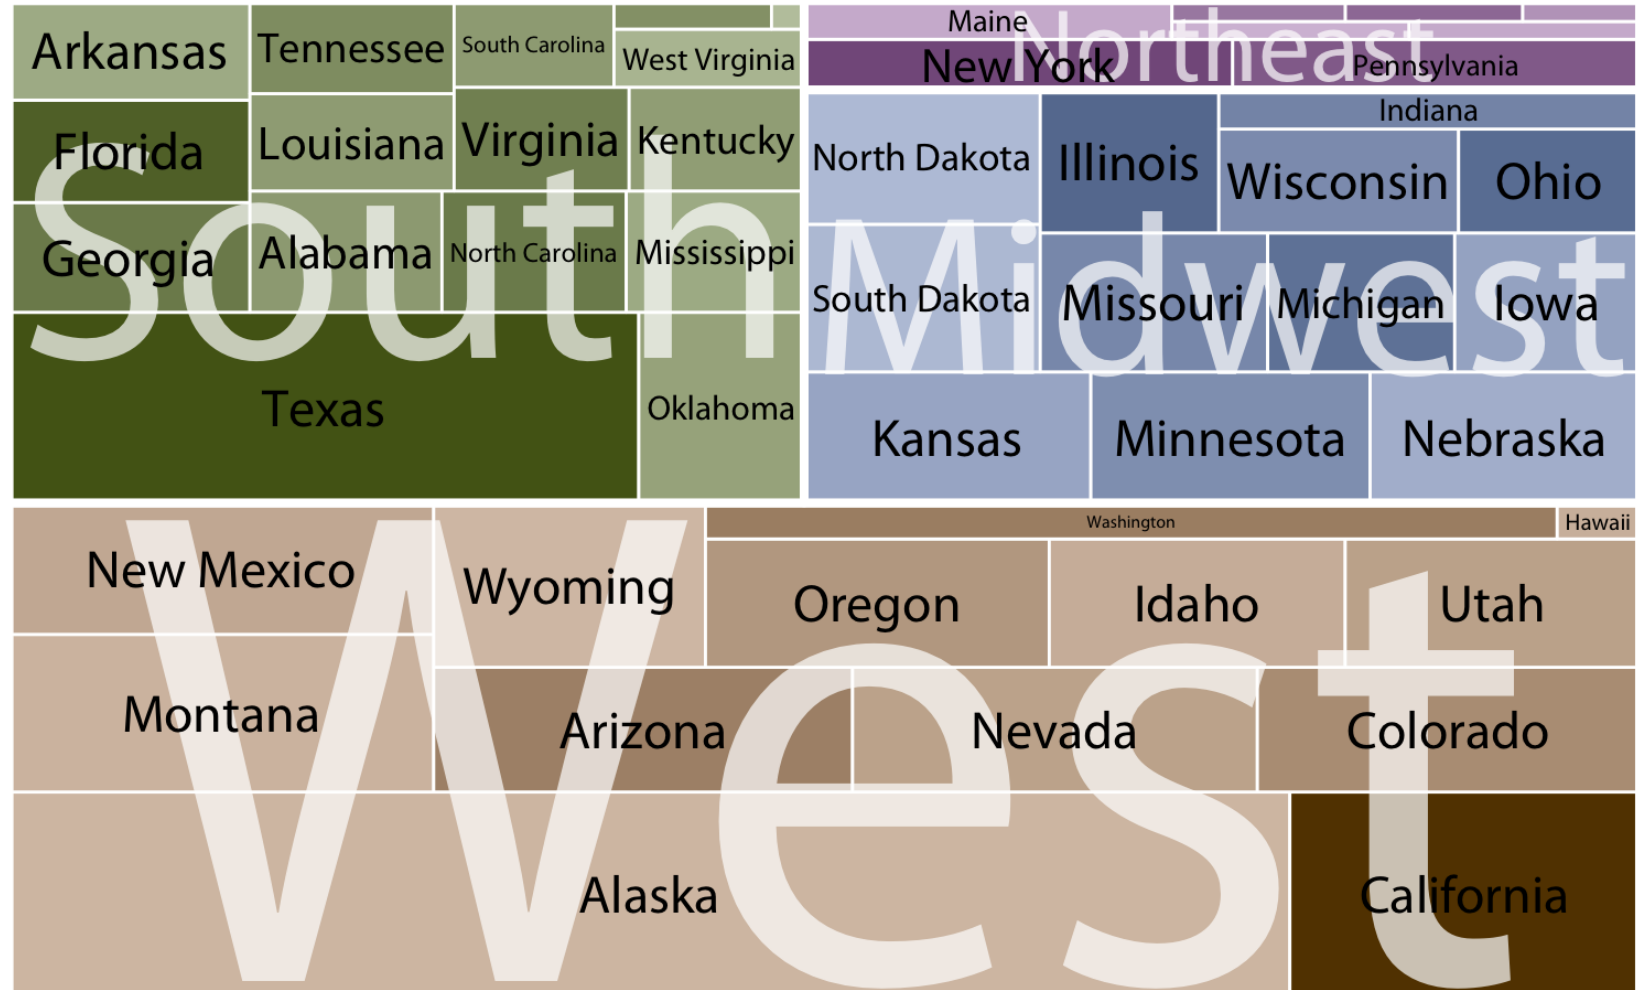 Arkansas
Tennessee
South Carolina
West Virginia
Florida
Louisiana
Virginia
Kentucky
Georgia
Alabama
North Carolina
Mississippi
South
Texas
Oklahoma
Maine
Northeast
New York
Pennsylvania
North Dakota
Illinois
Indiana
Wisconsin
Ohio
South Dakota
Missouri
Michigan
Iowa
Midwest
Kansas
Minnesota
Nebraska
New Mexico
Wyoming
Washington
Hawaii
Oregon
Idaho
Utah
Montana
Arizona
Nevada
Colorado
West
Alaska
California